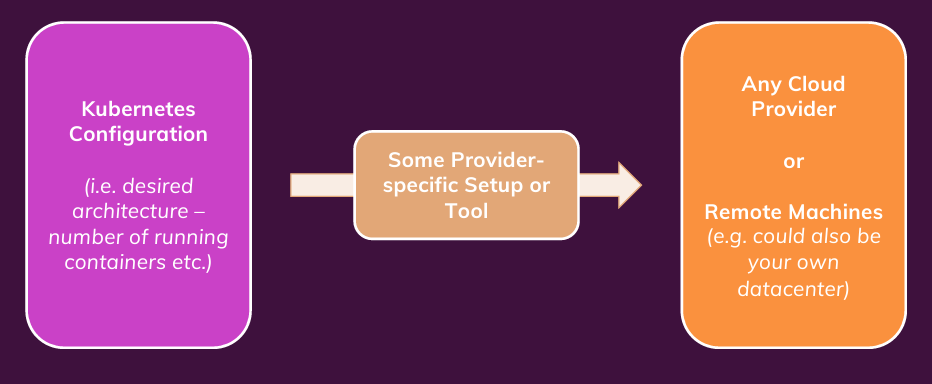 Kubernetes
Configuration
(i.e. desired
architecture –
number of running
containers etc.)
Some Provider-
specific Setup or
Tool
Any Cloud
Provider
or
Remote Machines
(e.g. could also be
your own
datacenter)